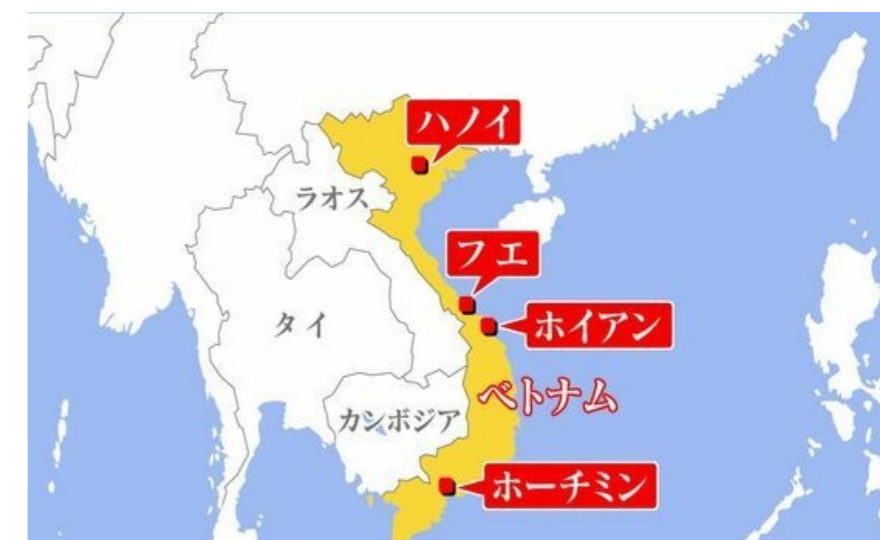 ハノイ
ラオス
フエ
タイ
ホイアン
ベトナム
カンボジア
ホーチミン